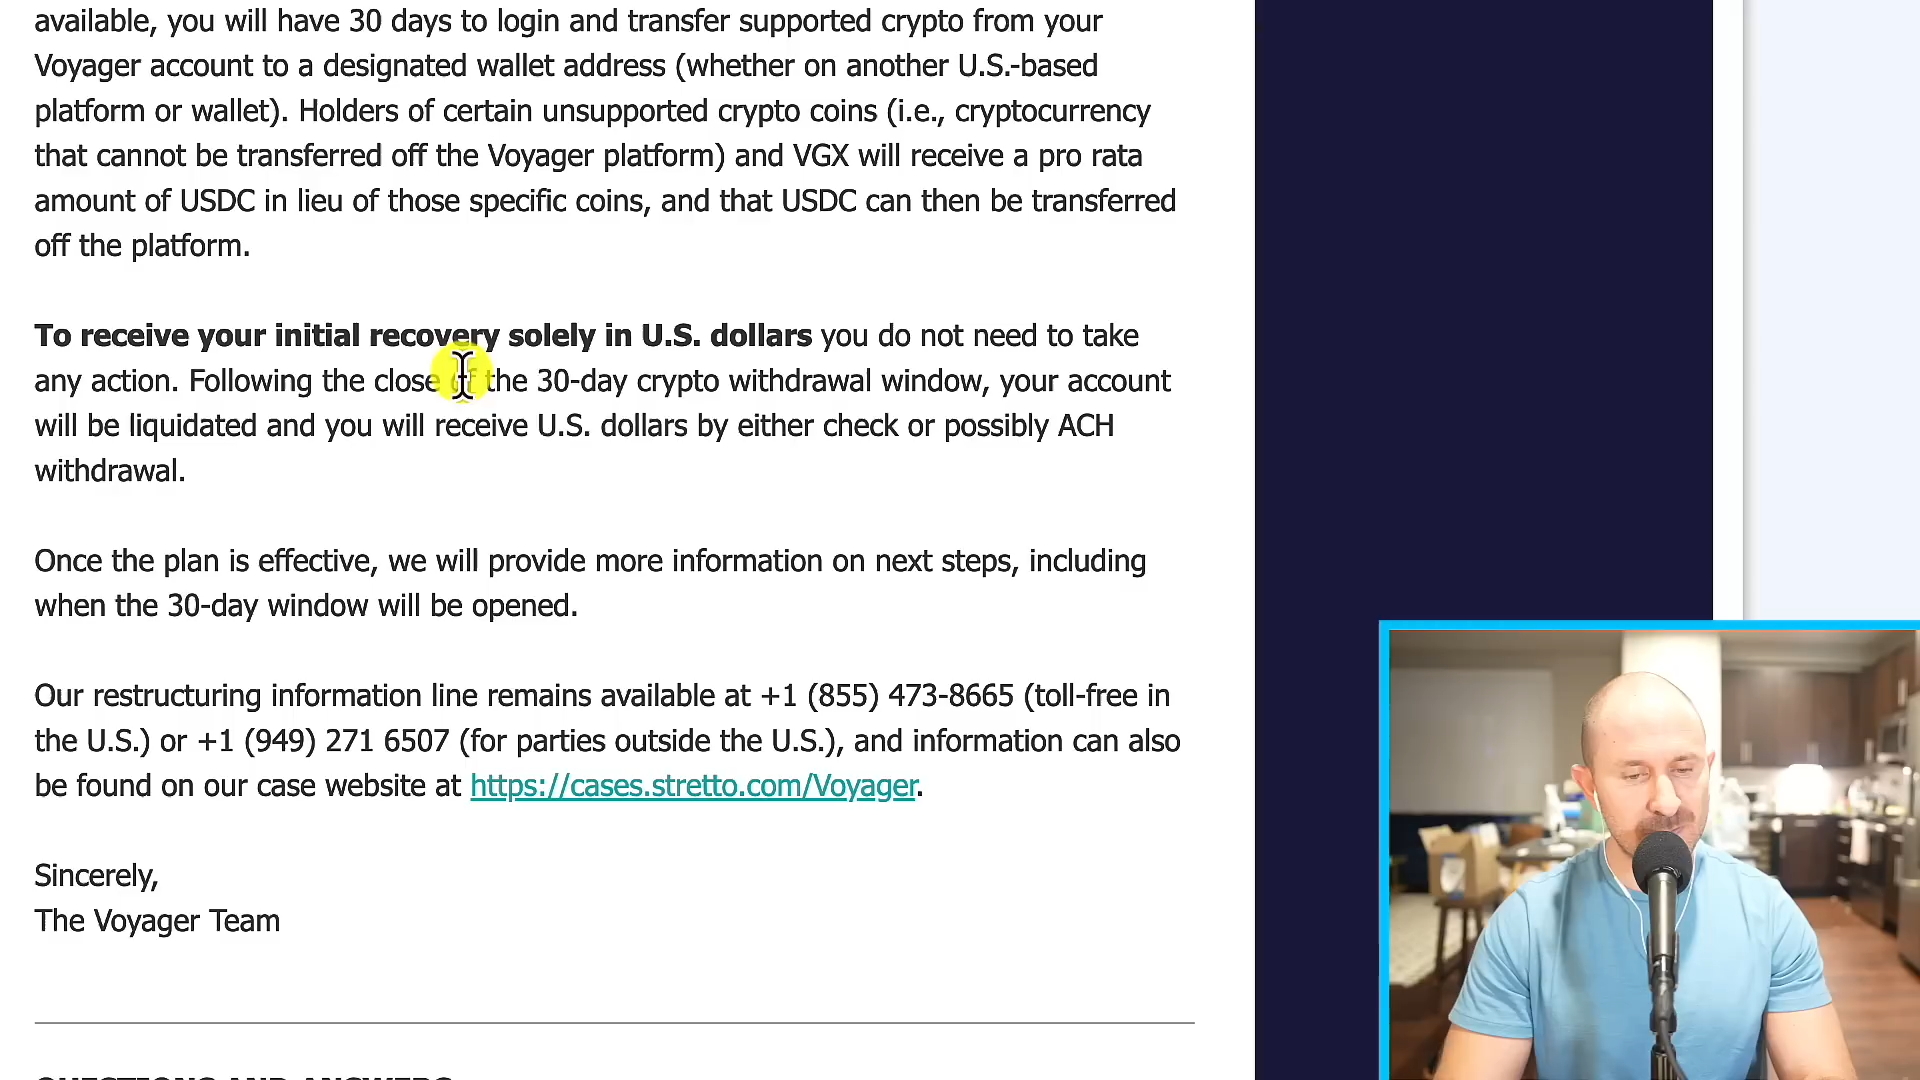 available, you will have 30 days to login and transfer supported crypto from your
Voyager account to a designated wallet address (whether on another U.S.-based
platform or wallet). Holders of certain unsupported crypto coins (i.e., cryptocurrency
that cannot be transferred off the Voyager platform) and VGX will receive a pro rata
amount of USDC in lieu of those specific coins, and that USDC can then be transferred
off the platform.
To receive your initial recovery solely in U.S. dollars you do not need to take
any action. Following the close of the 30-day crypto withdrawal window, your account
will be liquidated and you will receive U.S. dollars by either check or possibly ACH
withdrawal.
Once the plan is effective, we will provide more information on next steps, including
when the 30-day window will be opened.
Our restructuring information line remains available at +1 (855) 473-8665 (toll-free in
the U.S.) or +1 (949) 271 6507 (for parties outside the U.S.), and information can also
be found on our case website at https://cases.stretto.com/Voyager.
Sincerely,
The Voyager Team
QUESTIONS AND ANSWERS